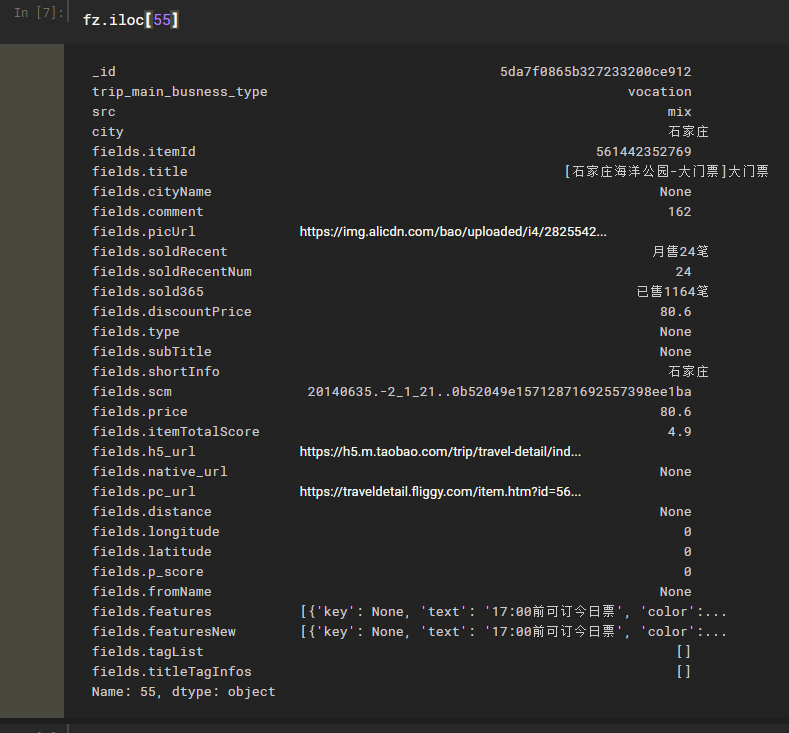 In [7]: fz.iloc[55]
_id 5da7f0865b327233200ce912
trip_main_busness_type vocation
src mix
city 石家庄
fields.itemId 561442352769
fields.title [石家庄海洋公园-大门票]大门票
fields.cityName None
fields.comment 162
fields.picUrl https://img.alicdn.com/bao/uploaded/i4/2825542...
fields.soldRecent 月售24笔
fields.soldRecentNum 24
fields.sold365 已售1164笔
fields.discountPrice 80.6
fields.type None
fields.subTitle None
fields.shortInfo 石家庄
fields.scm 20140635.-2_1_21..0b52049e15712871692557398ee1ba
fields.price 80.6
fields.itemTotalScore 4.9
fields.h5_url https://h5.m.taobao.com/trip/travel-detail/ind...
fields.native_url None
fields.pc_url https://traveldetail.fliggy.com/item.htm?id=56...
fields.distance None
fields.longitude 0
fields.latitude 0
fields.p_score 0
fields.fromName None
fields.features [{'key': None, 'text': '17:00前可订今日票', 'color':...
fields.featuresNew [{'key': None, 'text': '17:00前可订今日票', 'color':...
fields.tagList []
fields.titleTagInfos []
Name: 55, dtype: object